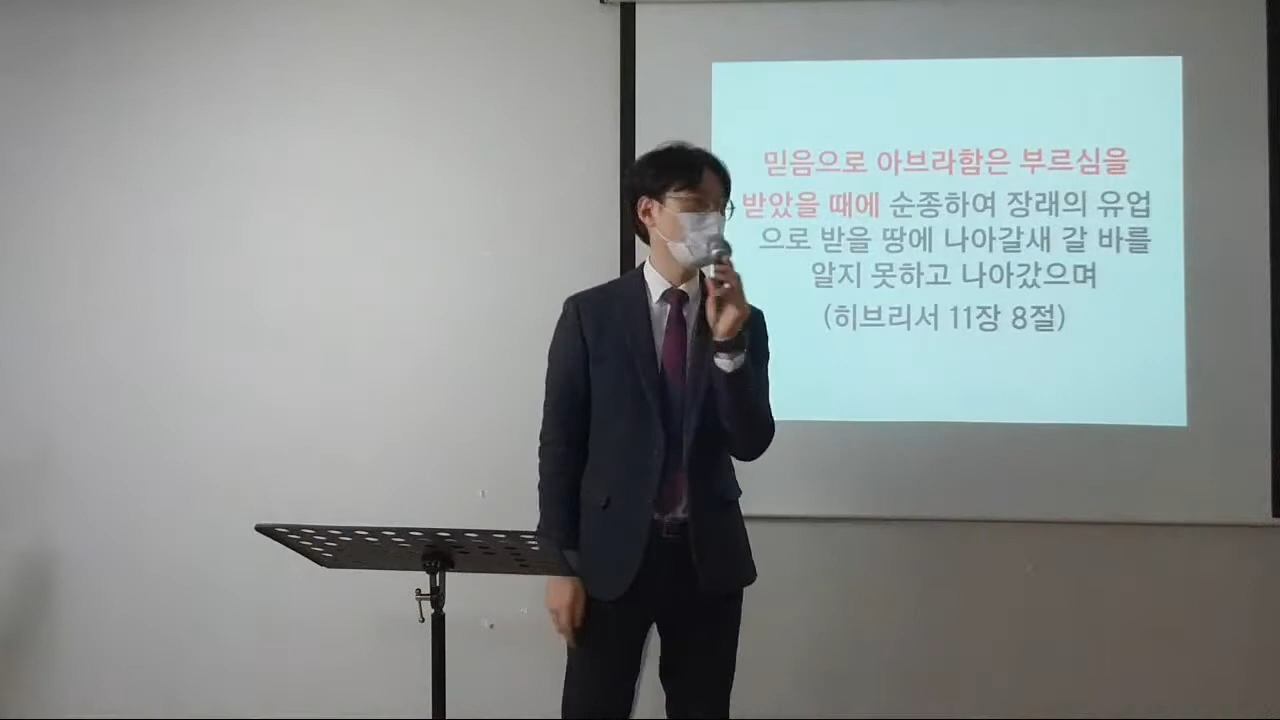 믿음으로 아브라함은 부르심을
받았을 때에 순종하여 장래의 유업
으로 받을 땅에 나아갈새 갈 바를
알지 못하고 나아갔으며
(히브리서 11장 8절)